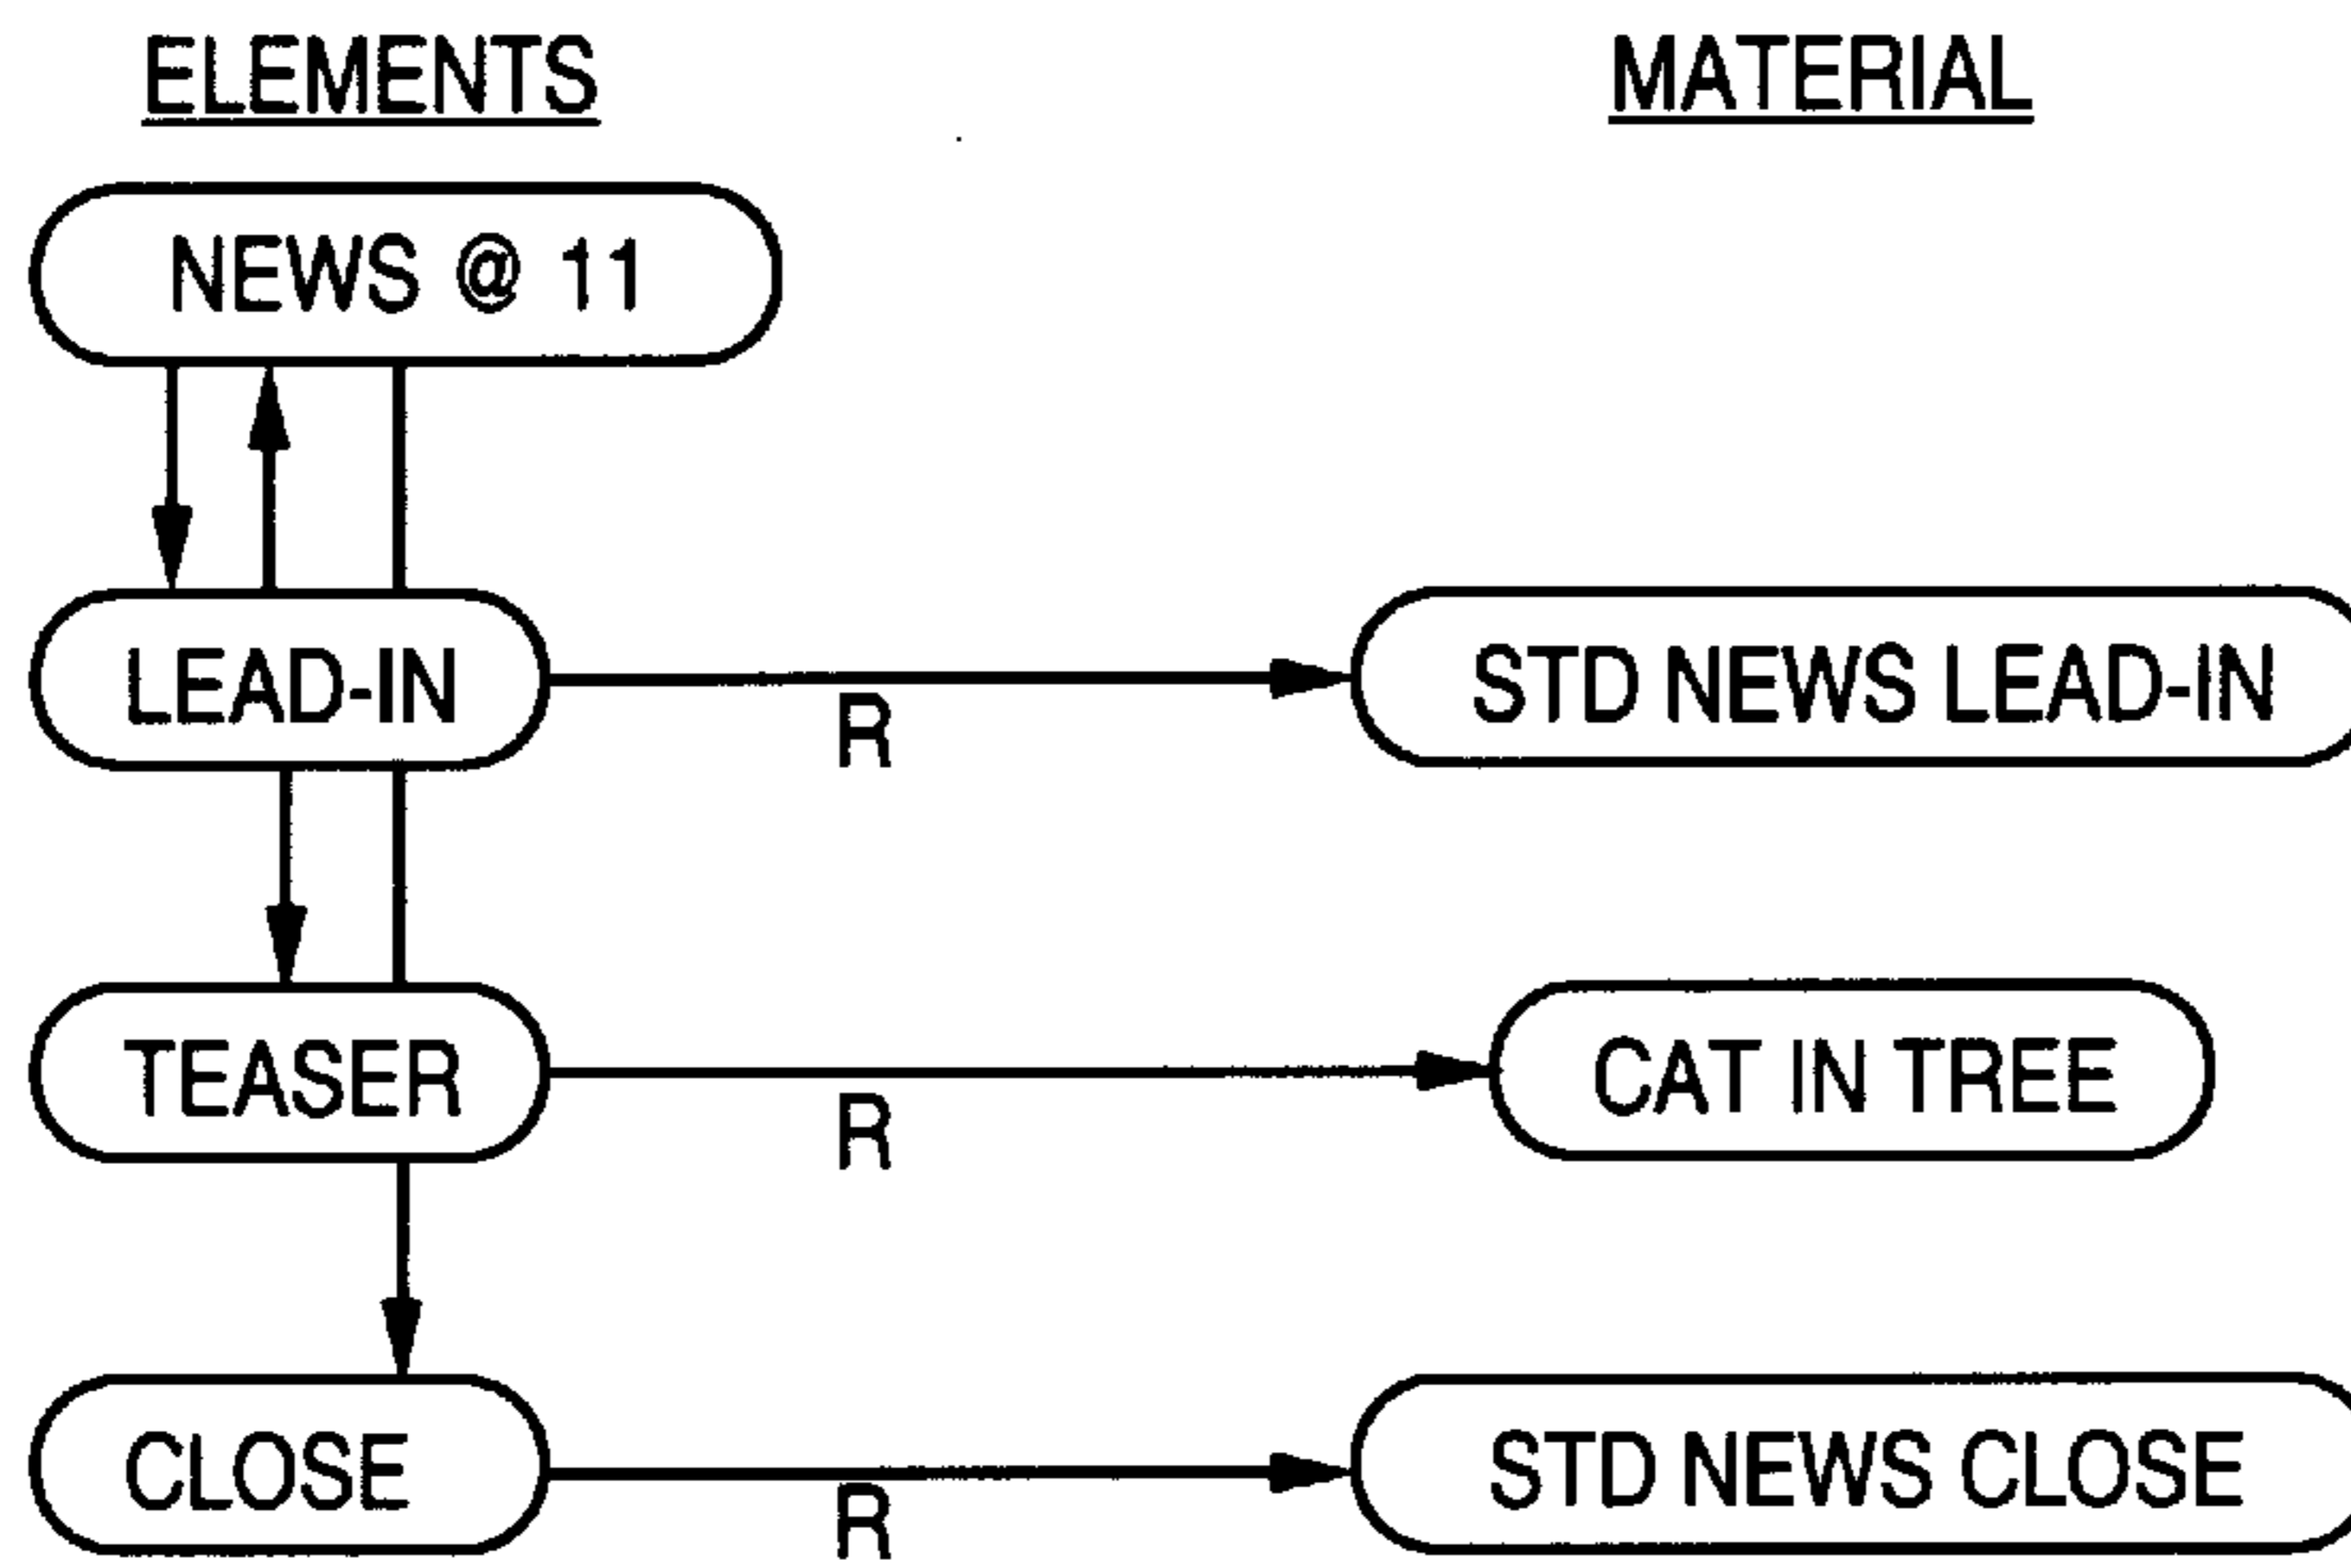 ELEMENTS MATERIAL
NEWS @ 11
LEAD-IN R STD NEWS LEAD-IN
TEASER R CAT IN TREE
CLOSE R STD NEWS CLOSE